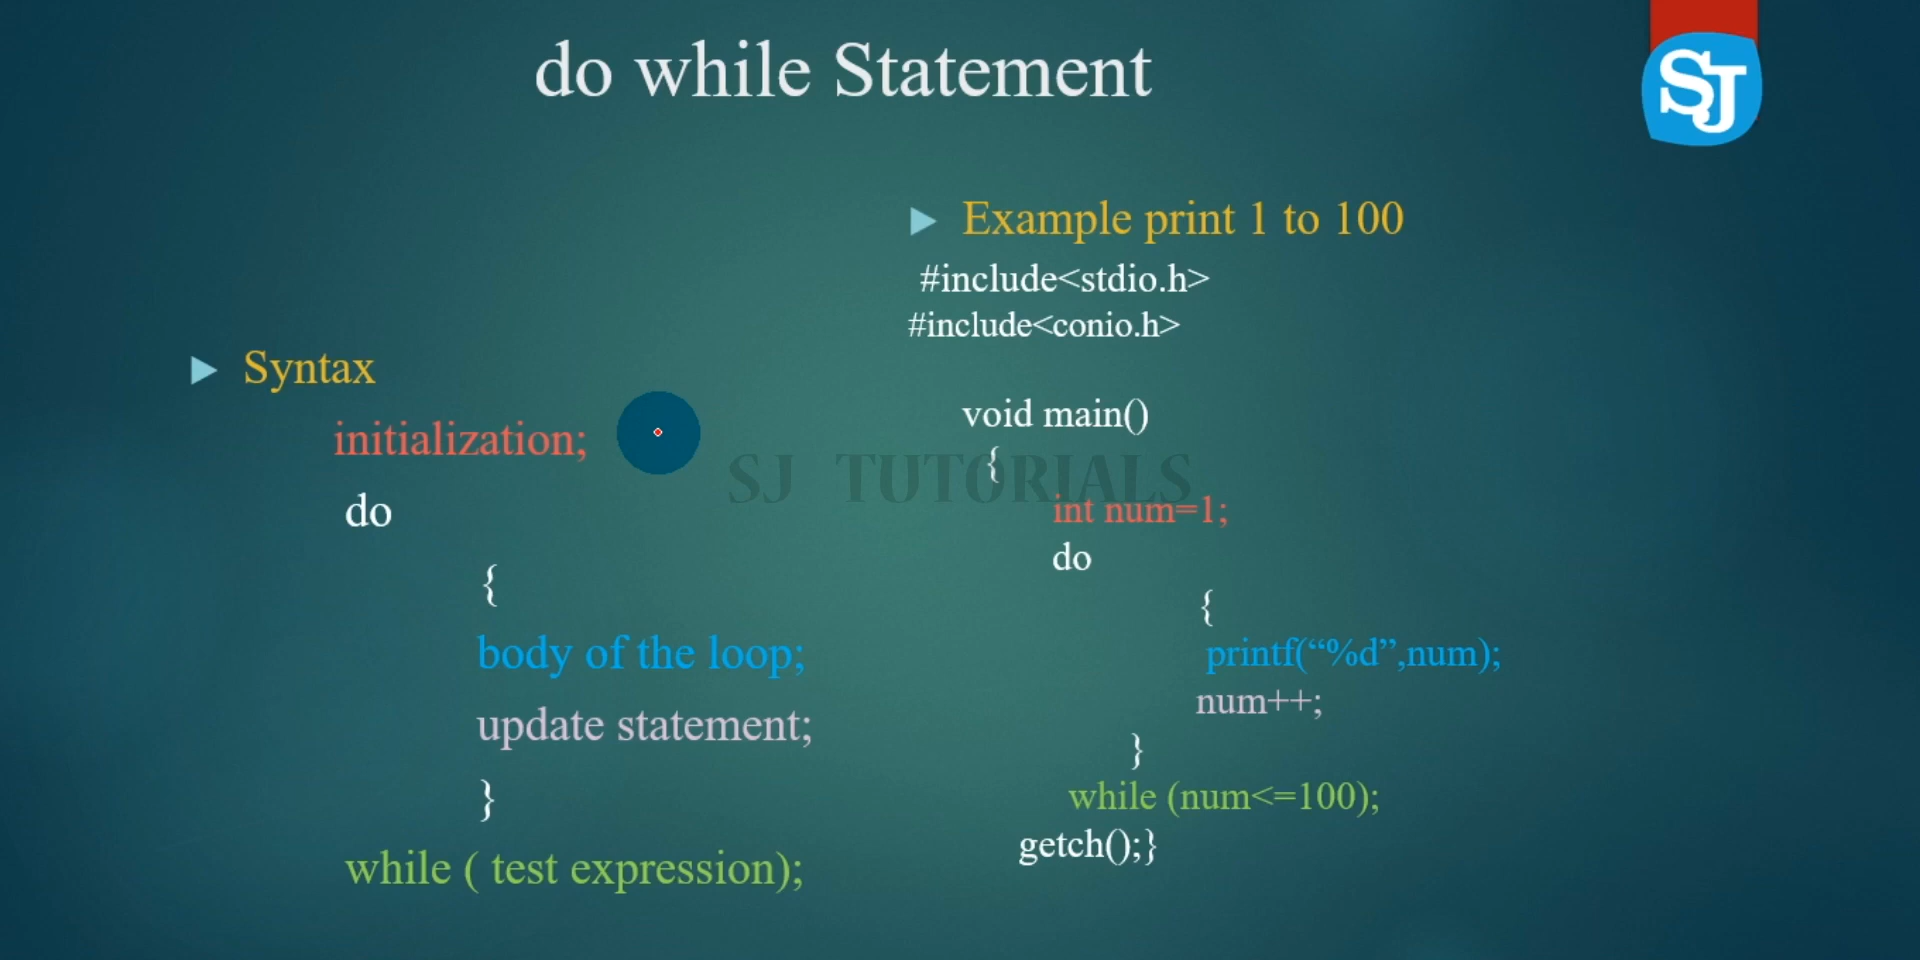 do while Statement
SJ
Syntax
initialization;
do
{
body of the loop;
update statement;
}
while ( test expression);
Example print 1 to 100
#include<stdio.h>
#include<conio.h>
void main()
{
int num=1;
do
{
printf(“%d”,num);
num++;
}
while (num<=100);
getch();}
SJ TUTORIALS